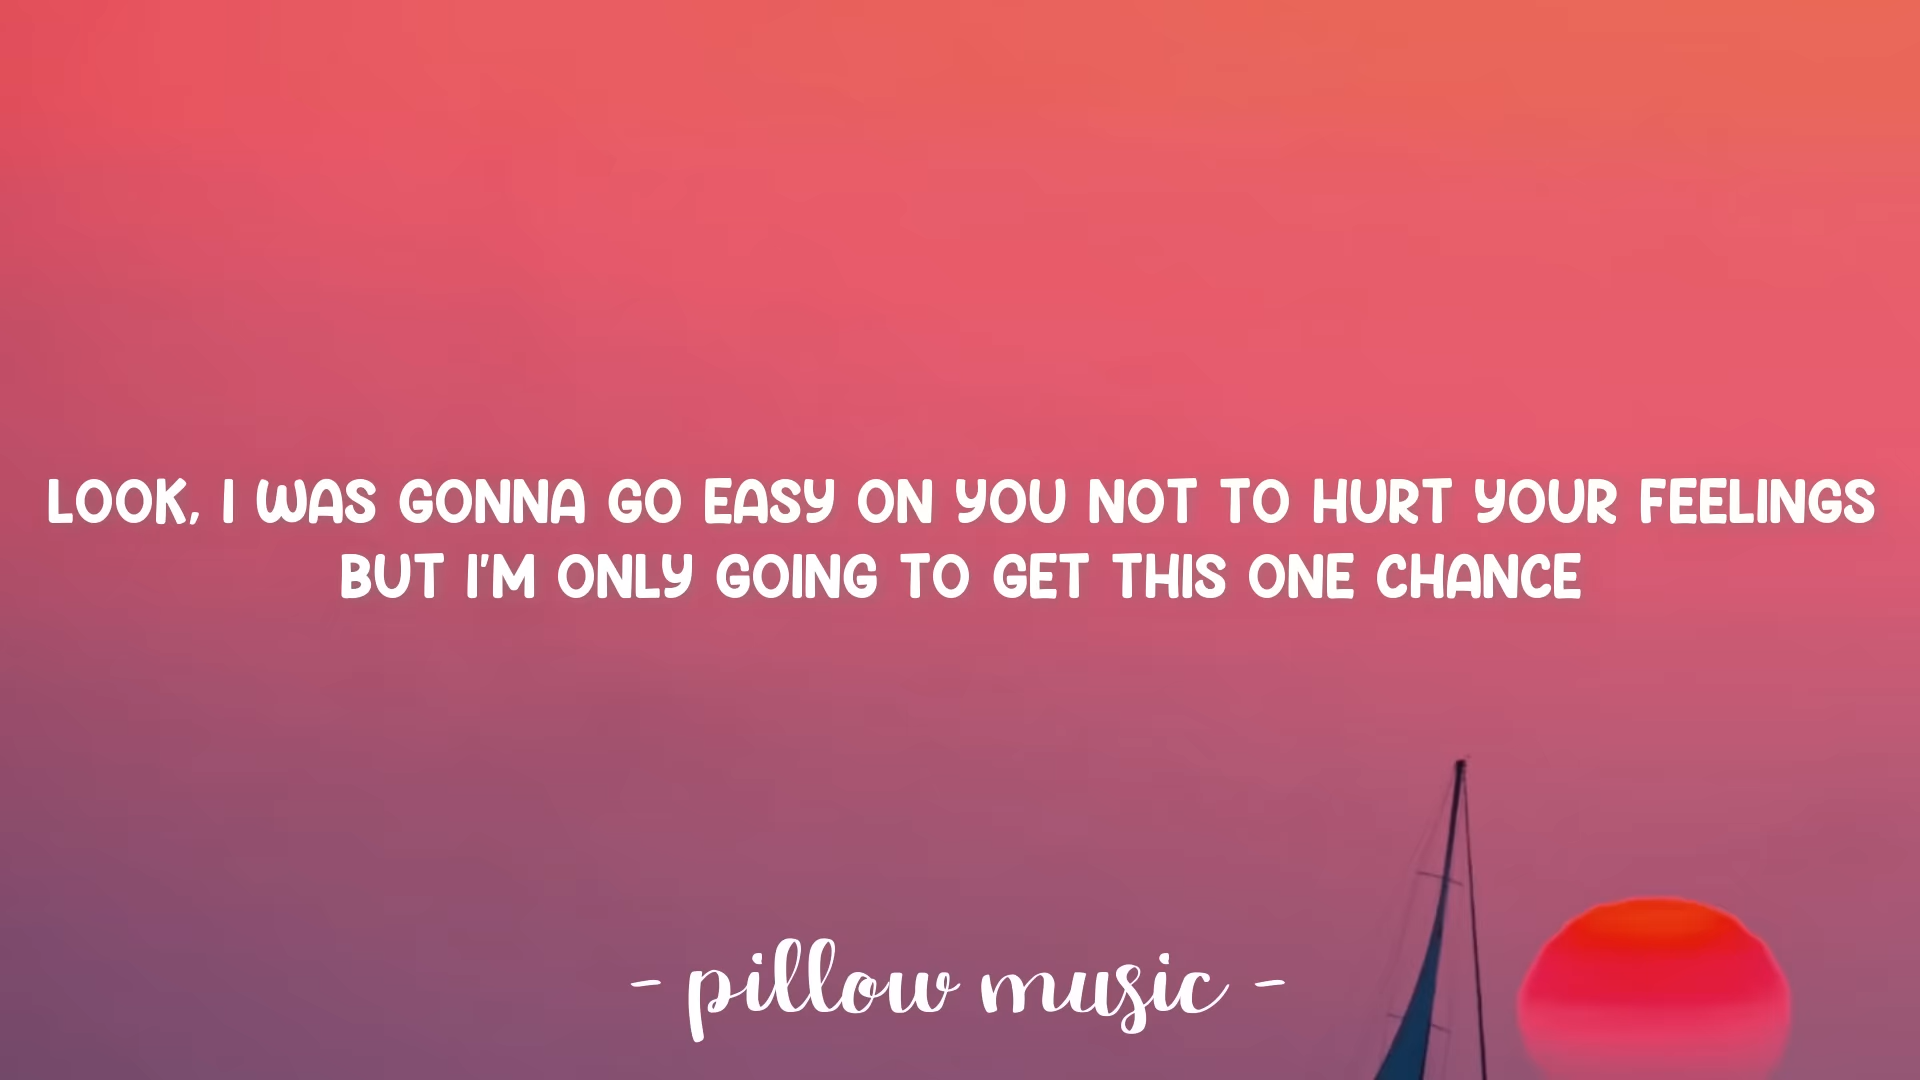 LOOK, I WAS GONNA GO EASY ON YOU NOT TO HURT YOUR FEELINGS
BUT I'M ONLY GOING TO GET THIS ONE CHANCE
- pillow music -